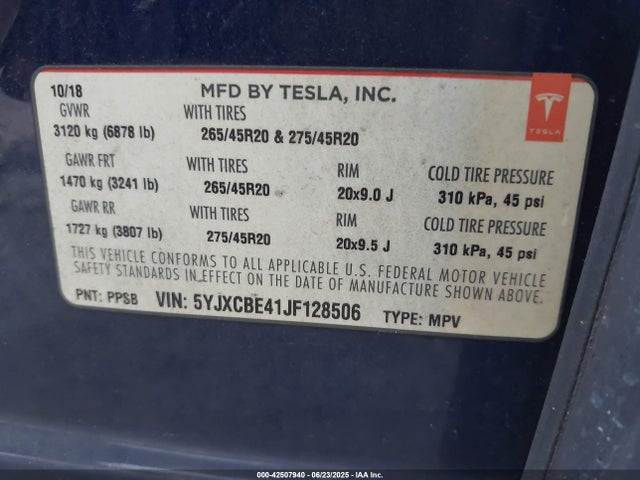 10/18 MFD BY TESLA, INC.
GVWR WITH TIRES
3120 kg (6878 lb) 265/45R20 & 275/45R20
TESLA
GAWR FRT WITH TIRES RIM COLD TIRE PRESSURE
1470 kg (3241 lb) 265/45R20 20x9.0 J 310 kPa, 45 psi
GAWR RR WITH TIRES RIM COLD TIRE PRESSURE
1727 kg (3807 lb) 275/45R20 20x9.5 J 310 kPa, 45 psi
THIS VEHICLE CONFORMS TO ALL APPLICABLE U.S. FEDERAL MOTOR VEHICLE
SAFETY STANDARDS IN EFFECT ON THE DATE OF MANUFACTURE SHOWN ABOVE.
PNT: PPSB VIN: 5YJXCBE41JF128506 TYPE: MPV
000-42507940 - 06/23/2025 - IAA Inc.